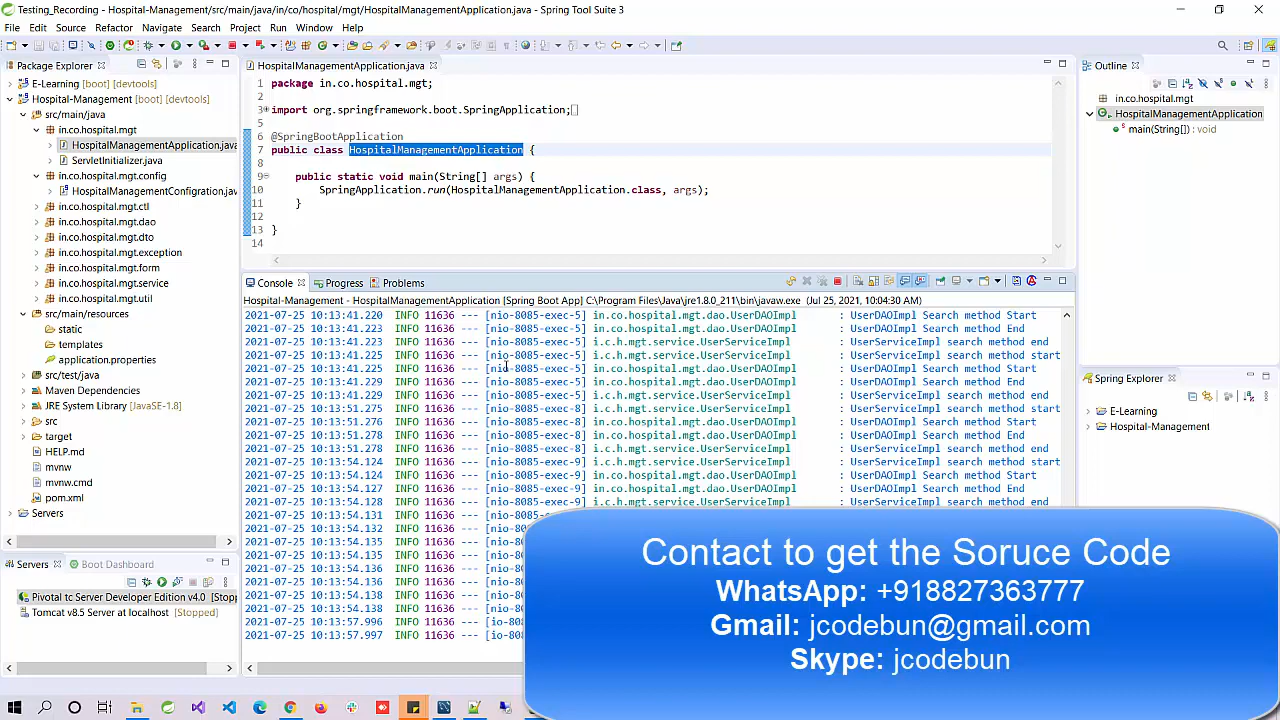 Testing_Recording - Hospital-Management/src/main/java/in/co/hospital/mgt/HospitalManagementApplication.java - Spring Tool Suite 3
File Edit Source Refactor Navigate Search Project Run Window Help
Package Explorer
E-Learning [boot] [devtools]
Hospital-Management [boot] [devtools]
src/main/java
in.co.hospital.mgt
HospitalManagementApplication.java
ServletInitializer.java
in.co.hospital.mgt.config
HospitalManagementConfigration.jav
in.co.hospital.mgt.ctl
in.co.hospital.mgt.dao
in.co.hospital.mgt.dto
in.co.hospital.mgt.exception
in.co.hospital.mgt.form
in.co.hospital.mgt.service
in.co.hospital.mgt.util
src/main/resources
static
templates
application.properties
src/test/java
Maven Dependencies
JRE System Library [JavaSE-1.8]
src
target
HELP.md
mvnw
mvnw.cmd
pom.xml
Servers
Servers Boot Dashboard
Pivotal tc Server Developer Edition v4.0 [Stop
Tomcat v8.5 Server at localhost [Stopped]
HospitalManagementApplication.java
1 package in.co.hospital.mgt;
2
3 import org.springframework.boot.SpringApplication;
5
6 @SpringBootApplication
7 public class HospitalManagementApplication {
8
9 public static void main(String[] args) {
10 SpringApplication.run(HospitalManagementApplication.class, args);
11 }
12
13 }
14
Console Progress Problems
Hospital-Management - HospitalManagementApplication [Spring Boot App] C:\Program Files\Java\jre1.8.0_211\bin\javaw.exe (Jul 25, 2021, 10:04:30 AM)
2021-07-25 10:13:41.220 INFO 11636 --- [nio-8085-exec-5] in.co.hospital.mgt.dao.UserDAOImpl : UserDAOImpl Search method Start
2021-07-25 10:13:41.223 INFO 11636 --- [nio-8085-exec-5] in.co.hospital.mgt.dao.UserDAOImpl : UserDAOImpl Search method End
2021-07-25 10:13:41.223 INFO 11636 --- [nio-8085-exec-5] i.c.h.mgt.service.UserServiceImpl : UserServiceImpl search method end
2021-07-25 10:13:41.225 INFO 11636 --- [nio-8085-exec-5] i.c.h.mgt.service.UserServiceImpl : UserServiceImpl search method start
2021-07-25 10:13:41.225 INFO 11636 --- [nio-8085-exec-5] in.co.hospital.mgt.dao.UserDAOImpl : UserDAOImpl Search method Start
2021-07-25 10:13:41.229 INFO 11636 --- [nio-8085-exec-5] in.co.hospital.mgt.dao.UserDAOImpl : UserDAOImpl Search method End
2021-07-25 10:13:41.229 INFO 11636 --- [nio-8085-exec-5] i.c.h.mgt.service.UserServiceImpl : UserServiceImpl search method end
2021-07-25 10:13:51.275 INFO 11636 --- [nio-8085-exec-8] i.c.h.mgt.service.UserServiceImpl : UserServiceImpl search method start
2021-07-25 10:13:51.276 INFO 11636 --- [nio-8085-exec-8] in.co.hospital.mgt.dao.UserDAOImpl : UserDAOImpl Search method Start
2021-07-25 10:13:51.278 INFO 11636 --- [nio-8085-exec-8] in.co.hospital.mgt.dao.UserDAOImpl : UserDAOImpl Search method End
2021-07-25 10:13:51.278 INFO 11636 --- [nio-8085-exec-8] i.c.h.mgt.service.UserServiceImpl : UserServiceImpl search method end
2021-07-25 10:13:54.124 INFO 11636 --- [nio-8085-exec-9] i.c.h.mgt.service.UserServiceImpl : UserServiceImpl search method start
2021-07-25 10:13:54.124 INFO 11636 --- [nio-8085-exec-9] in.co.hospital.mgt.dao.UserDAOImpl : UserDAOImpl Search method Start
2021-07-25 10:13:54.127 INFO 11636 --- [nio-8085-exec-9] in.co.hospital.mgt.dao.UserDAOImpl : UserDAOImpl Search method End
2021-07-25 10:13:54.128 INFO 11636 --- [nio-8085-exec-9] i.c.h.mgt.service.UserServiceImpl : UserServiceImpl search method end
2021-07-25 10:13:54.131 INFO 11636 --- [nio-808
2021-07-25 10:13:54.132 INFO 11636 --- [nio-808
2021-07-25 10:13:54.135 INFO 11636 --- [nio-808
2021-07-25 10:13:54.135 INFO 11636 --- [nio-808
2021-07-25 10:13:54.136 INFO 11636 --- [nio-808
2021-07-25 10:13:54.136 INFO 11636 --- [nio-808
2021-07-25 10:13:54.138 INFO 11636 --- [nio-808
2021-07-25 10:13:54.138 INFO 11636 --- [nio-808
2021-07-25 10:13:57.996 INFO 11636 --- [io-808
2021-07-25 10:13:57.997 INFO 11636 --- [io-808
Outline
in.co.hospital.mgt
HospitalManagementApplication
main(String[]) : void
Spring Explorer
E-Learning
Hospital-Management
Contact to get the Soruce Code
WhatsApp: +918827363777
Gmail: jcodebun@gmail.com
Skype: jcodebun